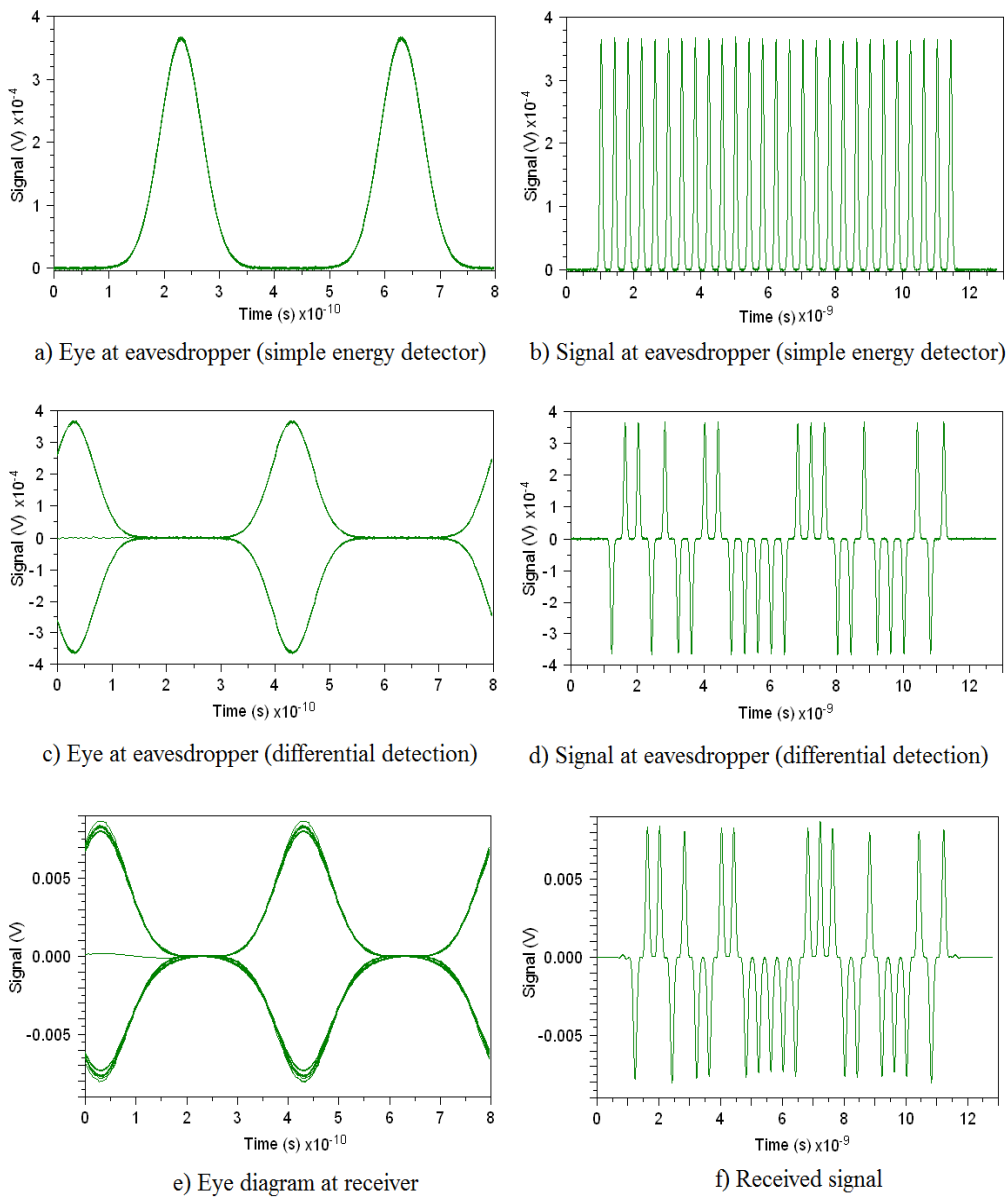 Signal (V) x10-4
4
3
2
1
0
0 1 2 3 4 5 6 7 8
Time (s) x10-10
a) Eye at eavesdropper (simple energy detector)
Signal (V) x10-4
4
3
2
1
0
0 2 4 6 8 10 12
Time (s) x10-9
b) Signal at eavesdropper (simple energy detector)
Signal (V) x10-4
4
3
2
1
0
-1
-2
-3
-4
0 1 2 3 4 5 6 7 8
Time (s) x10-10
c) Eye at eavesdropper (differential detection)
Signal (V) x10-4
4
3
2
1
0
-1
-2
-3
-4
0 2 4 6 8 10 12
Time (s) x10-9
d) Signal at eavesdropper (differential detection)
Signal (V)
0.005
0.000
-0.005
0 1 2 3 4 5 6 7 8
Time (s) x10-10
e) Eye diagram at receiver
Signal (V)
0.005
0.000
-0.005
0 2 4 6 8 10 12
Time (s) x10-9
f) Received signal